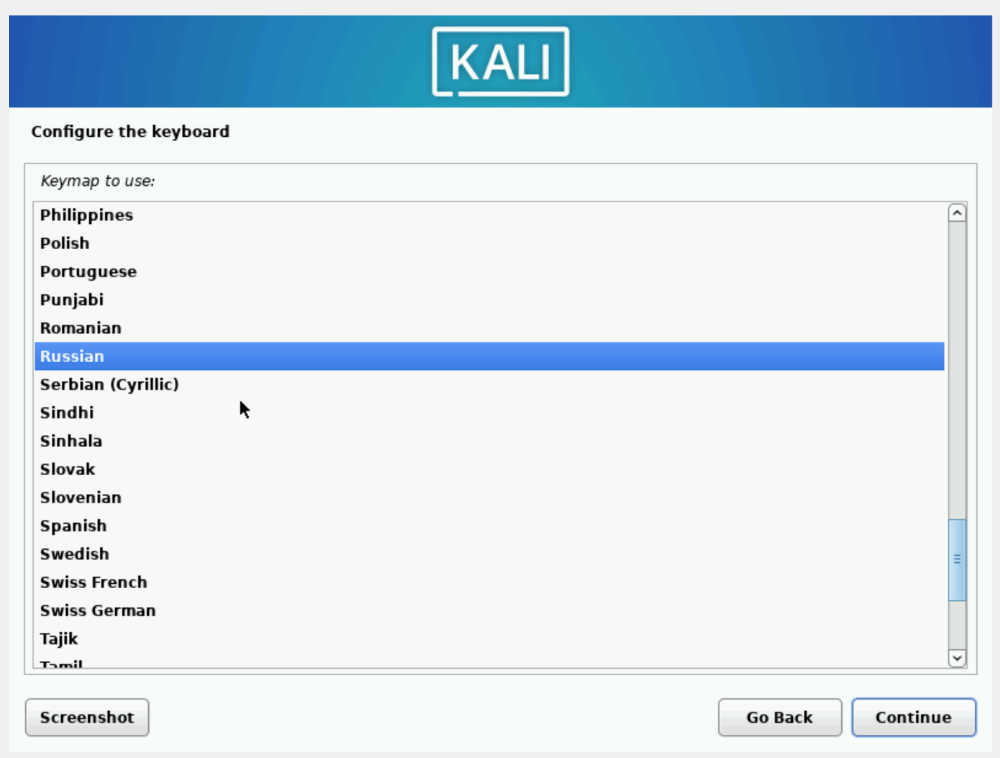 KALI
Configure the keyboard
Keymap to use:
Philippines
Polish
Portuguese
Punjabi
Romanian
Russian
Serbian (Cyrillic)
Sindhi
Sinhala
Slovak
Slovenian
Spanish
Swedish
Swiss French
Swiss German
Tajik
Tamil
Screenshot
Go Back
Continue